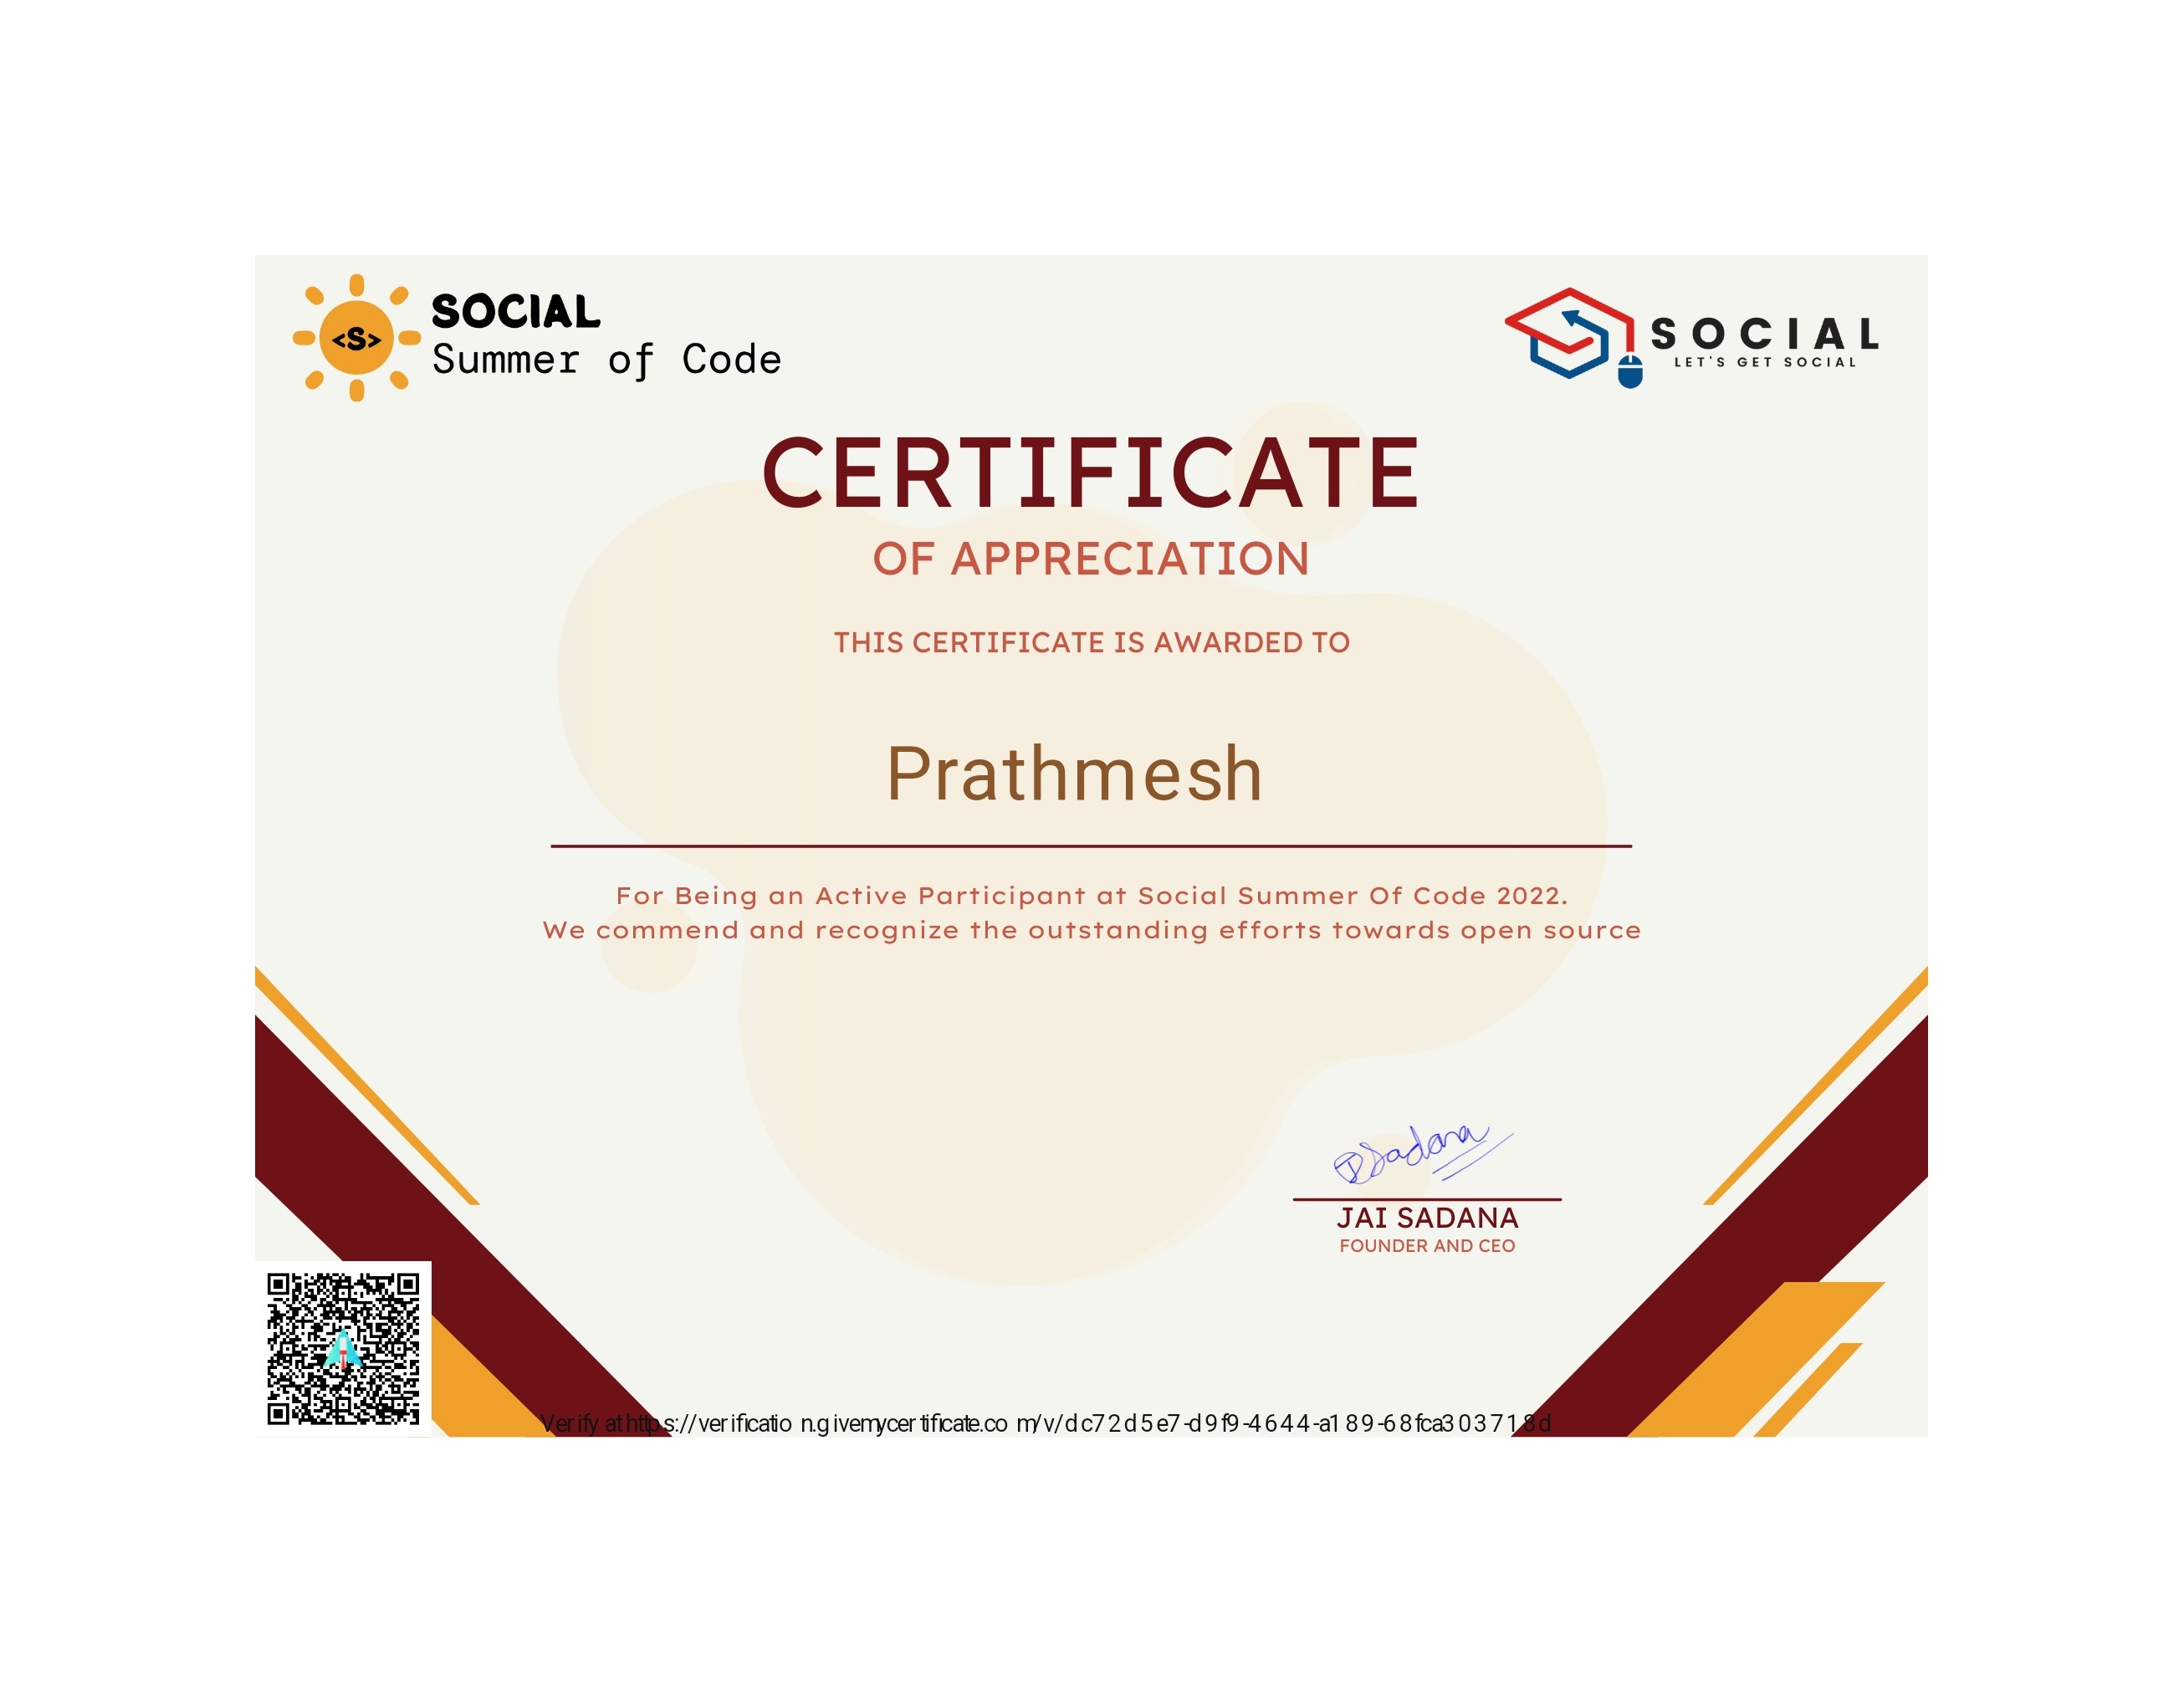 <S>
SOCIAL
Summer of Code
SOCIAL
LET'S GET SOCIAL
CERTIFICATE
OF APPRECIATION
THIS CERTIFICATE IS AWARDED TO
Prathmesh
For Being an Active Participant at Social Summer Of Code 2022.
We commend and recognize the outstanding efforts towards open source
JSadana
JAI SADANA
FOUNDER AND CEO
Verify at https://verification.givemycertificate.com/v/dc72d5e7-d9f9-4644-a189-68fca303718d